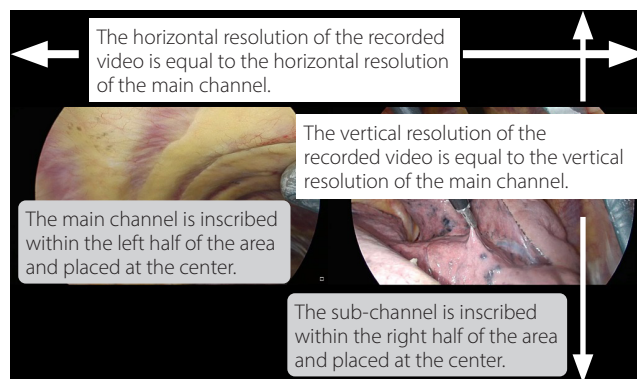 The horizontal resolution of the recorded
video is equal to the horizontal resolution
of the main channel.
The vertical resolution of the
recorded video is equal to the vertical
resolution of the main channel.
The main channel is inscribed
within the left half of the area
and placed at the center.
The sub-channel is inscribed
within the right half of the area
and placed at the center.